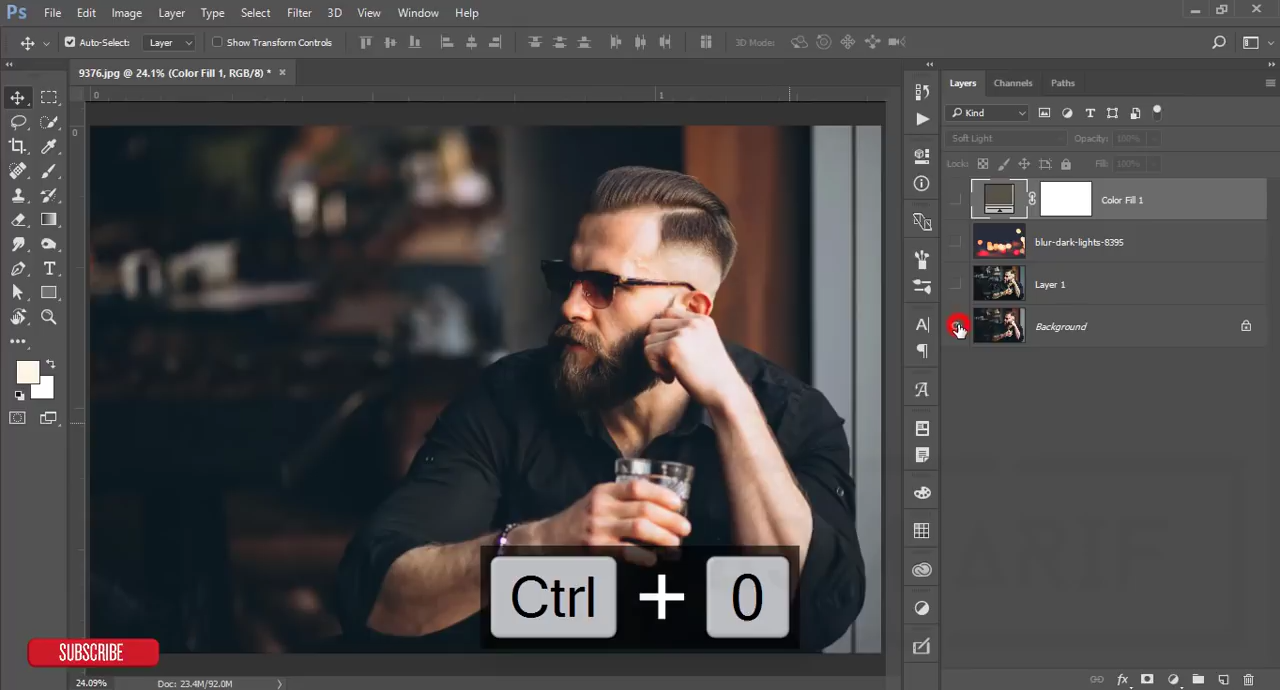 Ps File Edit Image Layer Type Select Filter 3D View Window Help
Auto-Select: Layer Show Transform Controls 3D Mode:
9376.jpg @ 24.1% (Color Fill 1, RGB/8) * ×
Layers Channels Paths
Kind
Soft Light Opacity: 100%
Lock: Fill: 100%
Color Fill 1
blur-dark-lights-8395
Layer 1
Background
0 1
0
Ctrl + 0
SUBSCRIBE
24.09% Doc: 23.4M/92.0M